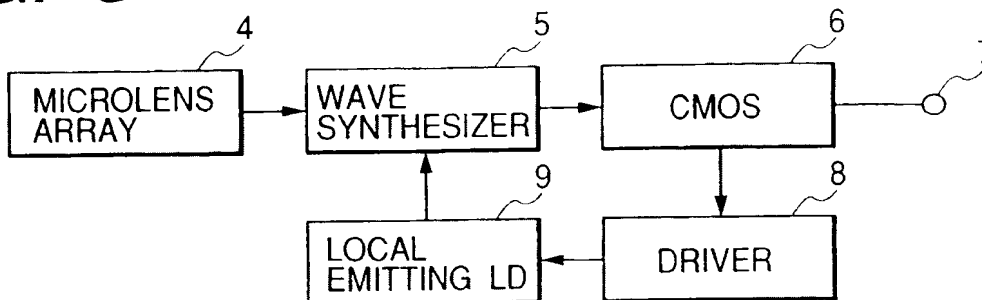 4
5
6
MICROLENS
ARRAY
WAVE
SYNTHESIZER
CMOS
9
8
LOCAL
EMITTING LD
DRIVER